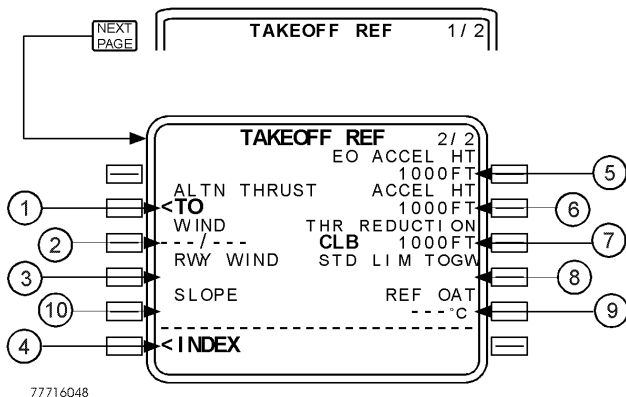 NEXT
PAGE
TAKEOFF REF 1/2
TAKEOFF REF 2/2
EO ACCEL HT
1000FT
5
ALTN THRUST ACCEL HT
1
<TO 1000FT
6
WIND THR REDUCTION
2
---/--- CLB 1000FT
7
RWY WIND STD LIM TOGW
3
8
SLOPE REF OAT
10
---°C
9
4
<INDEX
77716048